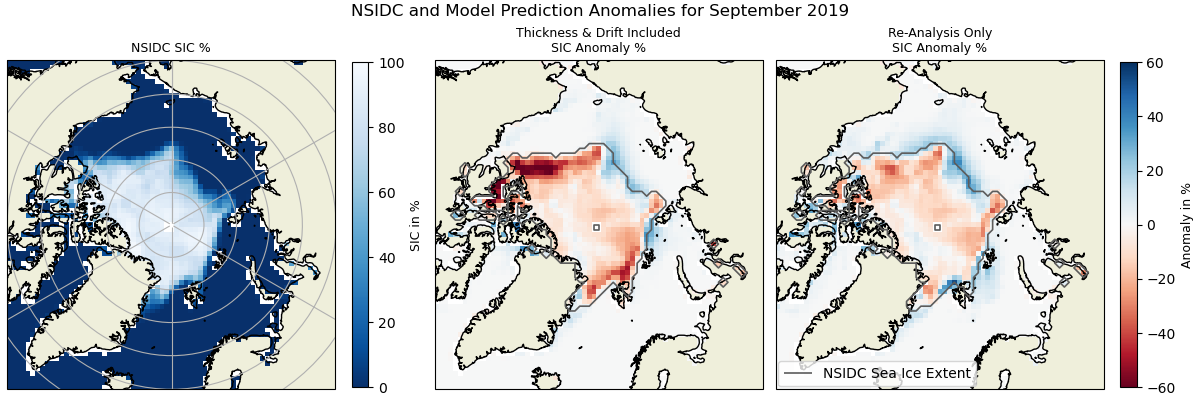 NSIDC and Model Prediction Anomalies for September 2019
NSIDC SIC %
Thickness & Drift Included
SIC Anomaly %
Re-Analysis Only
SIC Anomaly %
100
80
60
40
20
0
SIC in %
NSIDC Sea Ice Extent
60
40
20
0
−20
−40
−60
Anomaly in %